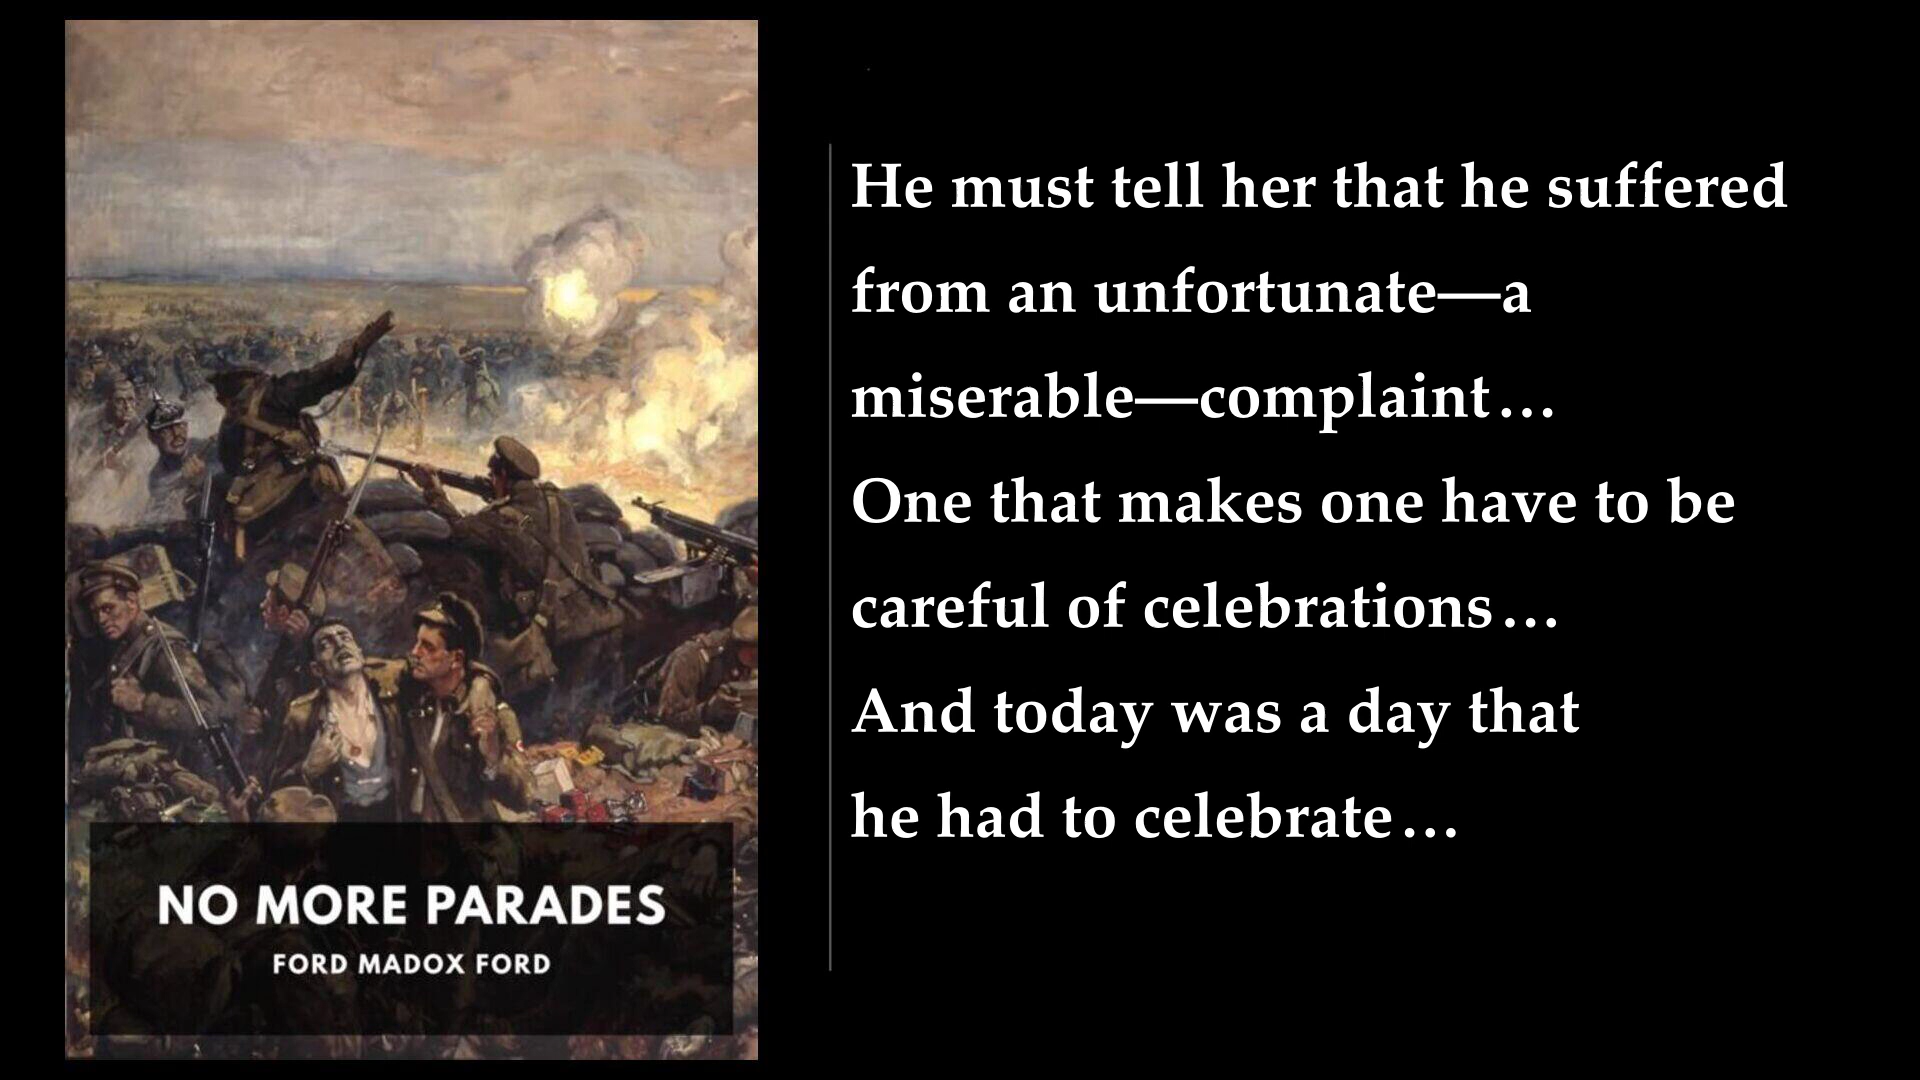 He must tell her that he suffered
from an unfortunate—a
miserable—complaint…
One that makes one have to be
careful of celebrations…
And today was a day that
he had to celebrate…
NO MORE PARADES
FORD MADOX FORD